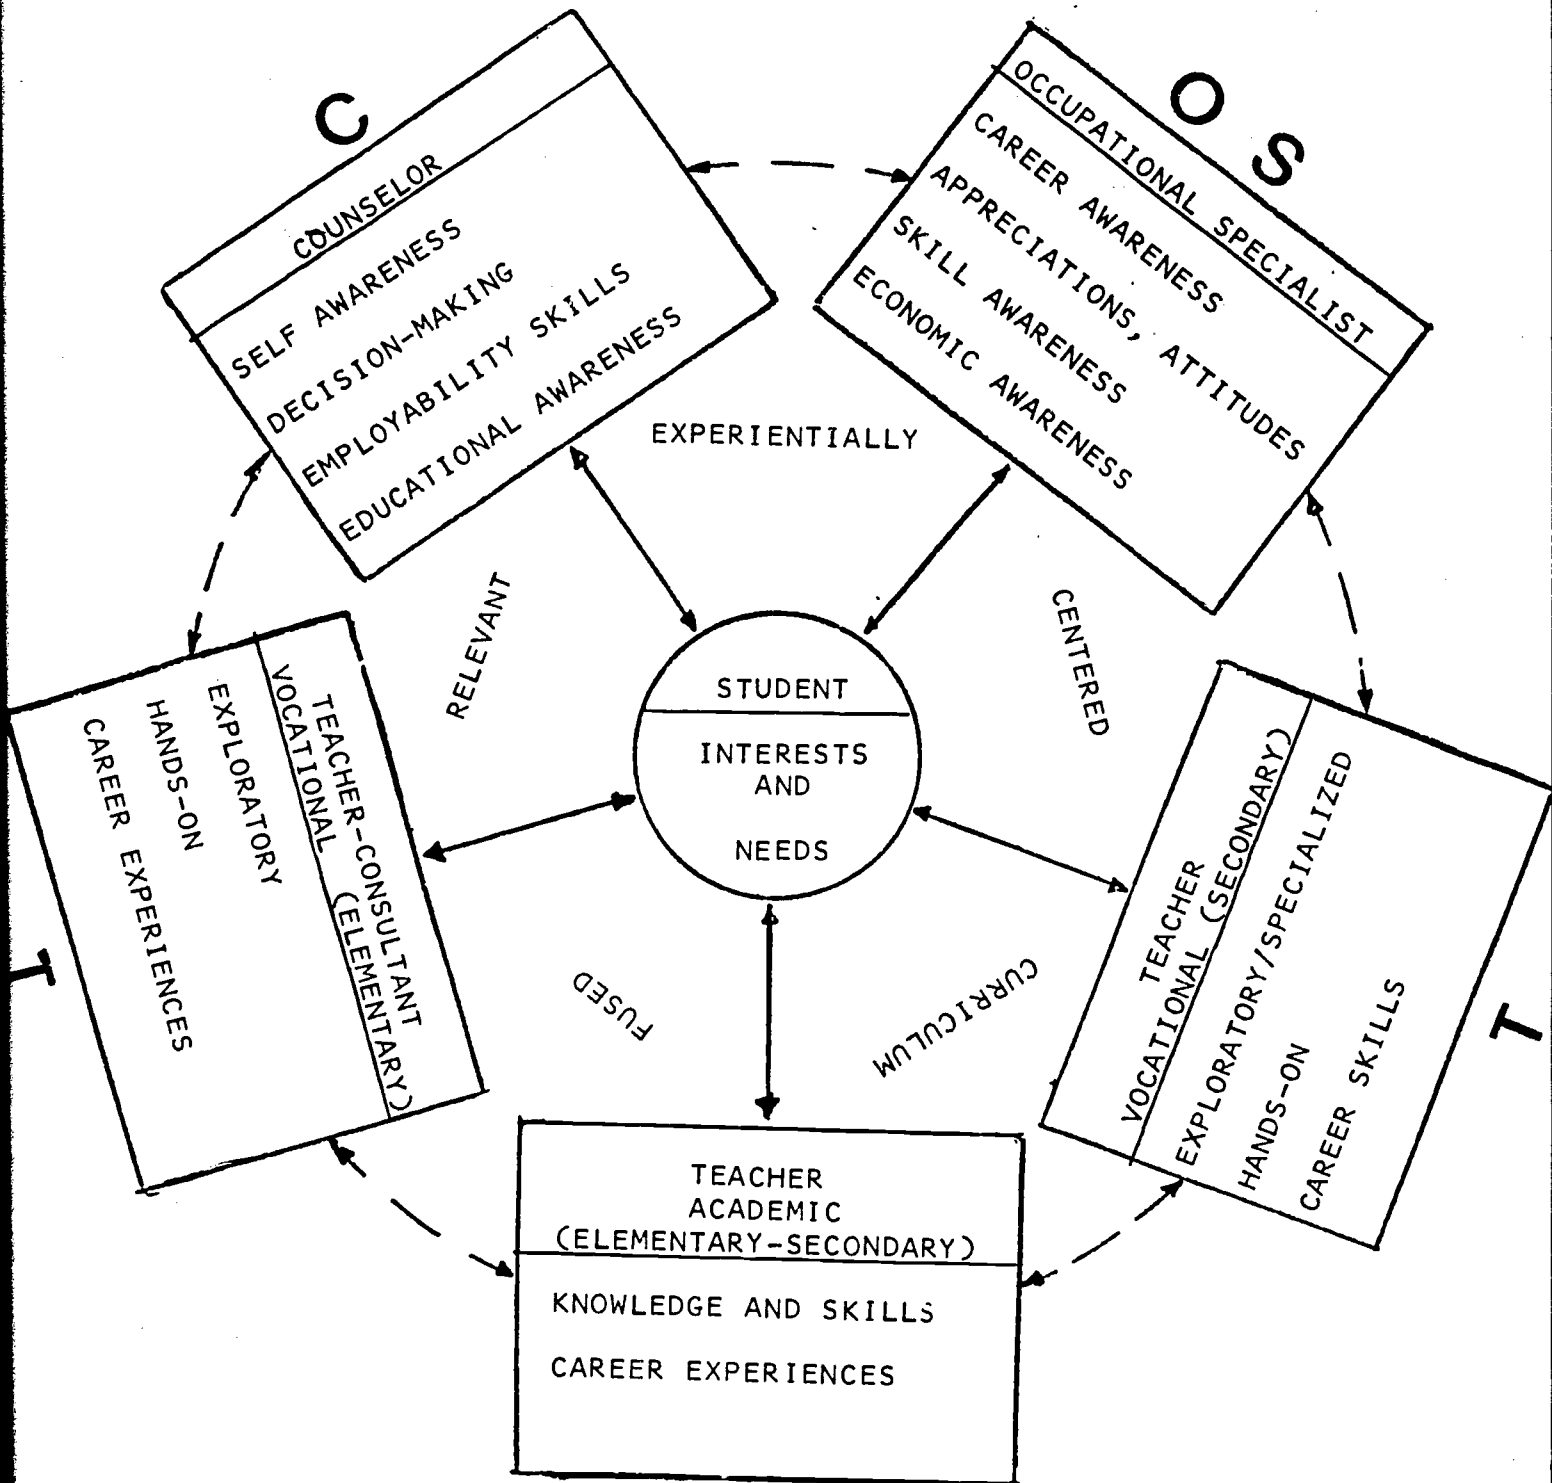 C
COUNSELOR
SELF AWARENESS
DECISION-MAKING
EMPLOYABILITY SKILLS
EDUCATIONAL AWARENESS
O S
OCCUPATIONAL SPECIALIST
CAREER AWARENESS
APPRECIATIONS, ATTITUDES
SKILL AWARENESS
ECONOMIC AWARENESS
EXPERIENTIALLY
CENTERED
CURRICULUM
FUSED
RELEVANT
STUDENT
INTERESTS
AND
NEEDS
T
TEACHER-CONSULTANT
VOCATIONAL (ELEMENTARY)
EXPLORATORY
HANDS-ON
CAREER EXPERIENCES
TEACHER
VOCATIONAL (SECONDARY)
EXPLORATORY/SPECIALIZED
HANDS-ON
CAREER SKILLS
T
TEACHER
ACADEMIC
(ELEMENTARY-SECONDARY)
KNOWLEDGE AND SKILLS
CAREER EXPERIENCES